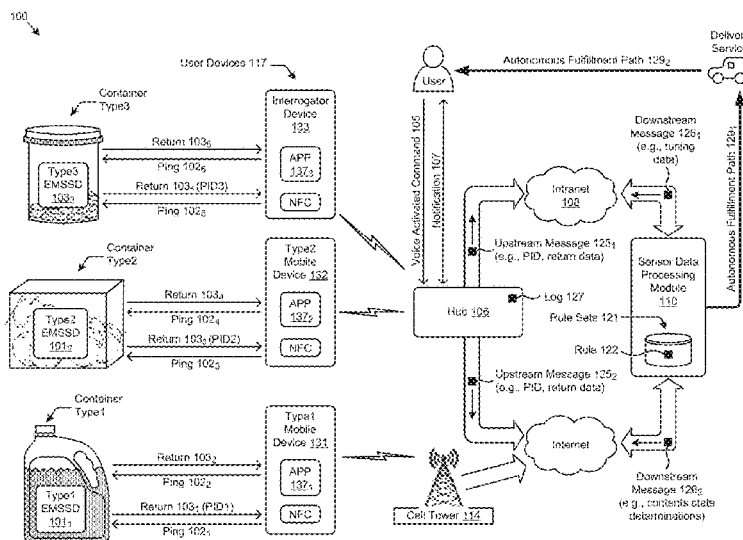 100
User Devices 117
Container
Type3
Type3
EMSSD
Return 103₆
Ping 102₆
Return 103₅ (PID3)
Ping 102₅
Interrogator
Device
133
APP
137₃
NFC
Container
Type2
Type2
EMSSD
101₂
Return 103₄
Ping 102₄
Return 103₃ (PID2)
Ping 102₃
Type2
Mobile
Device 132
APP
137₂
NFC
Container
Type1
Type1
EMSSD
101₁
Return 103₂
Ping 102₂
Return 103₁ (PID1)
Ping 102₁
Type1
Mobile
Device 131
APP
137₁
NFC
User
Voice Activated Command 105
Notification 107
Autonomous Fulfillment Path 129₂
Delivery
Service
Autonomous Fulfillment Path 129₁
Downstream
Message 126₁
(e.g., tuning
data)
Intranet
108
Upstream Message 125₁
(e.g., PID, return data)
Hub 106
Log 127
Sensor Data
Processing
Module
110
Rule Sets 121
Rule 122
Upstream Message 125₂
(e.g., PID, return data)
Internet
Cell Tower 114
Downstream
Message 126₂
(e.g., contents state
determinations)